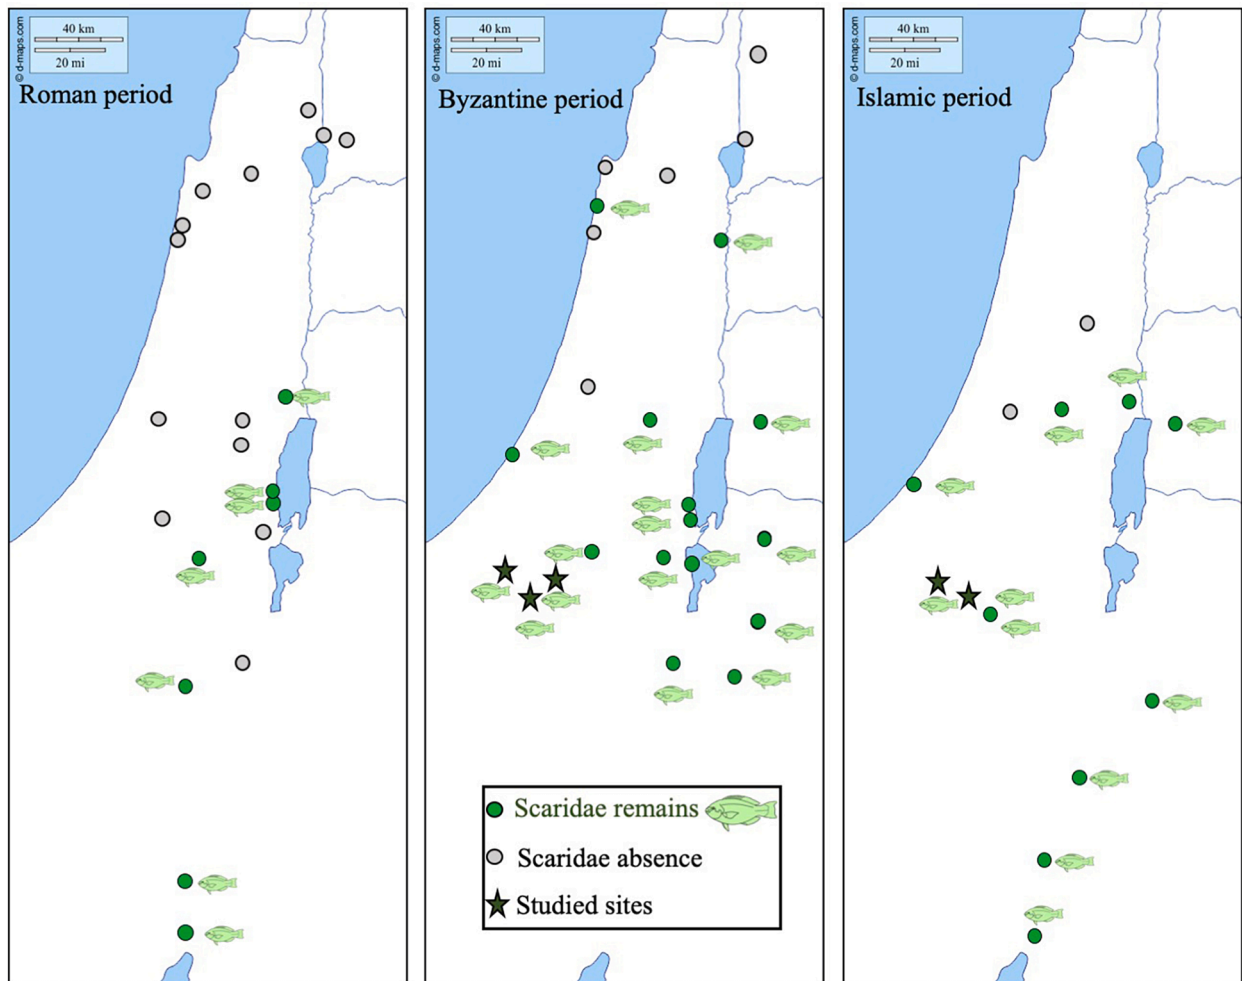 © d-maps.com
40 km
20 mi
Roman period
© d-maps.com
40 km
20 mi
Byzantine period
© d-maps.com
40 km
20 mi
Islamic period
Scaridae remains
Scaridae absence
Studied sites